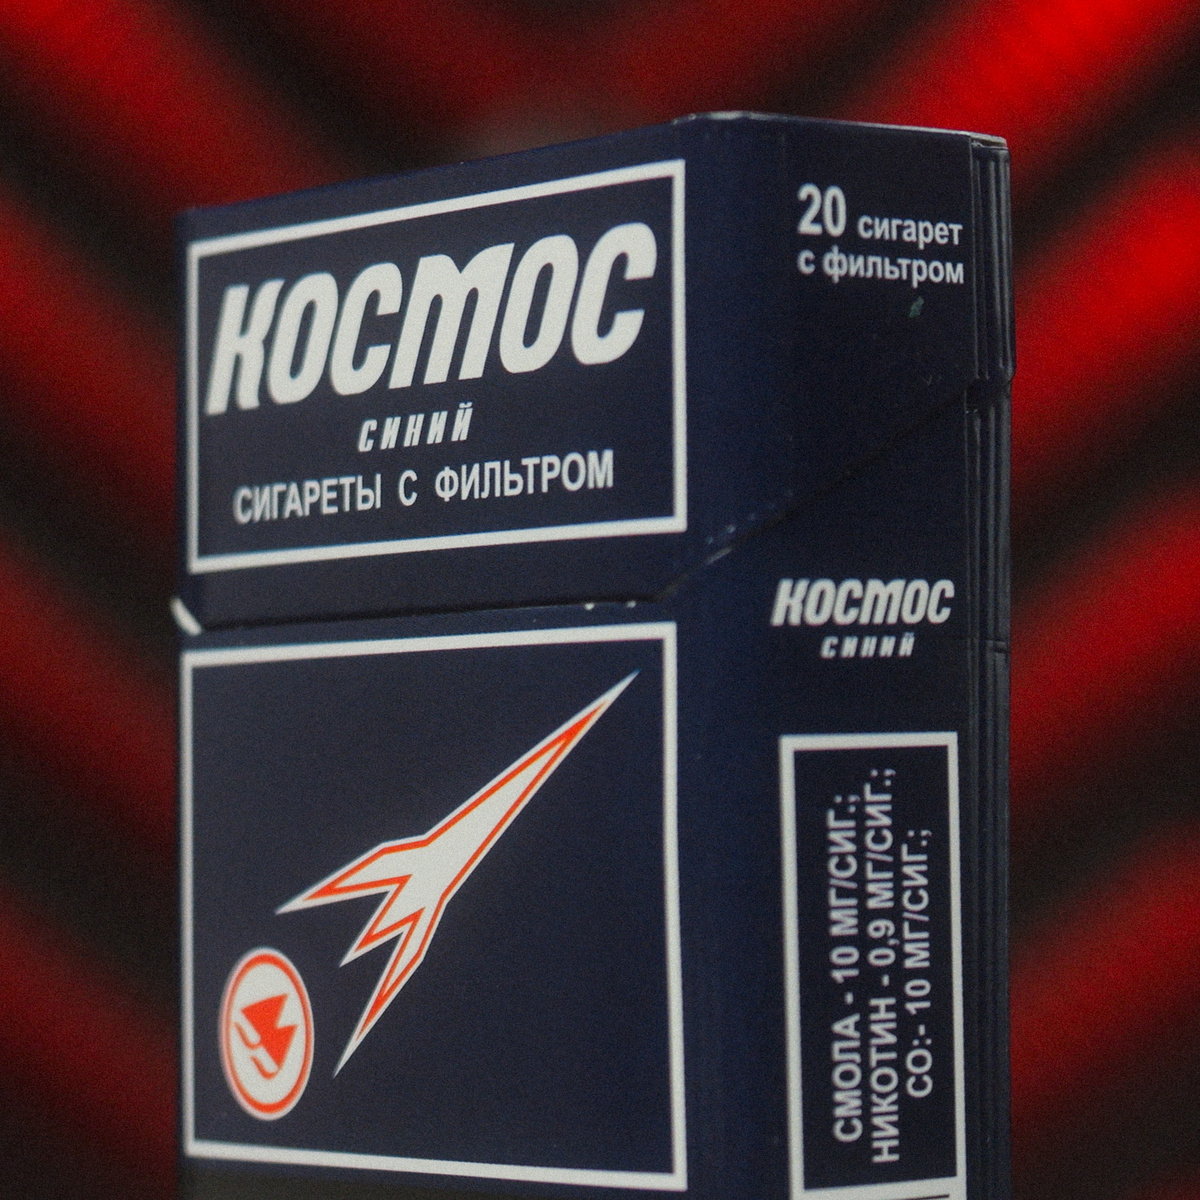 КОСМОС
СИНИЙ
СИГАРЕТЫ С ФИЛЬТРОМ
20 сигарет
с фильтром
КОСМОС
СИНИЙ
СМОЛА - 10 МГ/СИГ.;
НИКОТИН - 0,9 МГ/СИГ.;
СО:- 10 МГ/СИГ.;